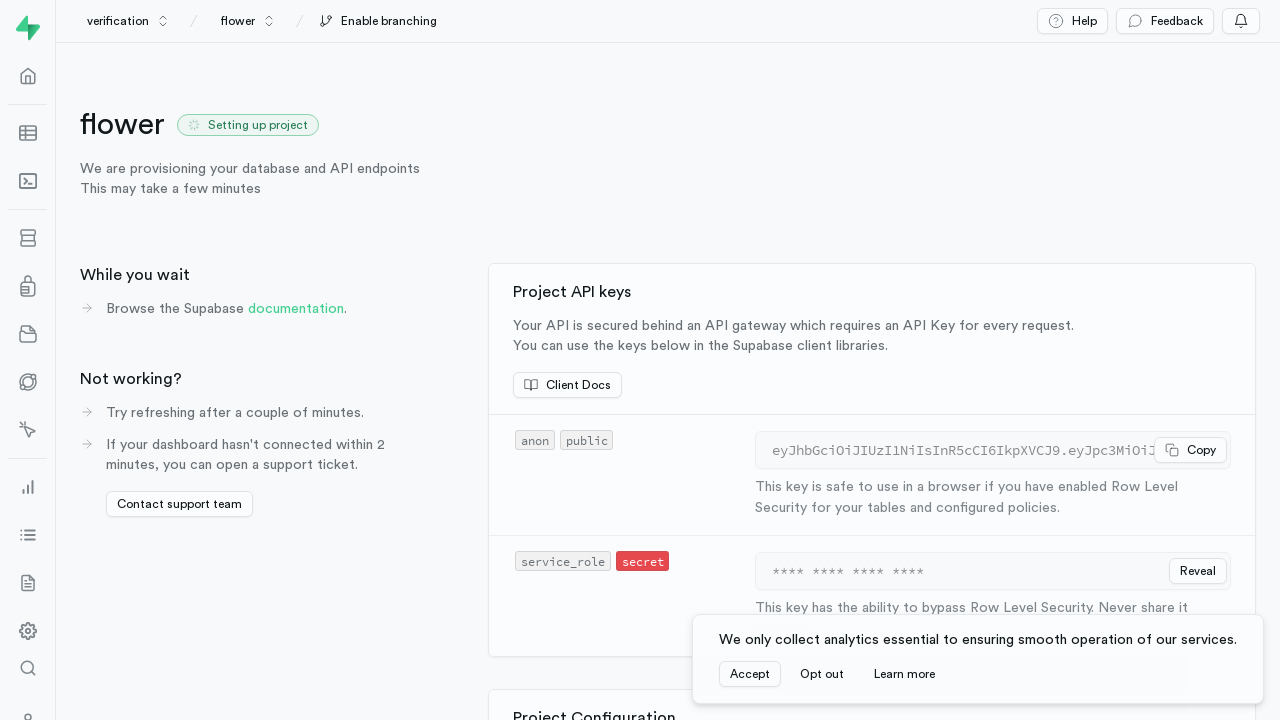 verification
flower
Enable branching
Help
Feedback
flower
Setting up project
We are provisioning your database and API endpoints
This may take a few minutes
While you wait
Browse the Supabase documentation.
Not working?
Try refreshing after a couple of minutes.
If your dashboard hasn't connected within 2
minutes, you can open a support ticket.
Contact support team
Project API keys
Your API is secured behind an API gateway which requires an API Key for every request.
You can use the keys below in the Supabase client libraries.
Client Docs
anon public
eyJhbGciOiJIUzI1NiIsInR5cCI6IkpXVCJ9.eyJpc3MiOiJ
Copy
This key is safe to use in a browser if you have enabled Row Level
Security for your tables and configured policies.
service_role secret
**** **** **** ****
Reveal
This key has the ability to bypass Row Level Security. Never share it
We only collect analytics essential to ensuring smooth operation of our services.
Accept
Opt out
Learn more
Project Configuration